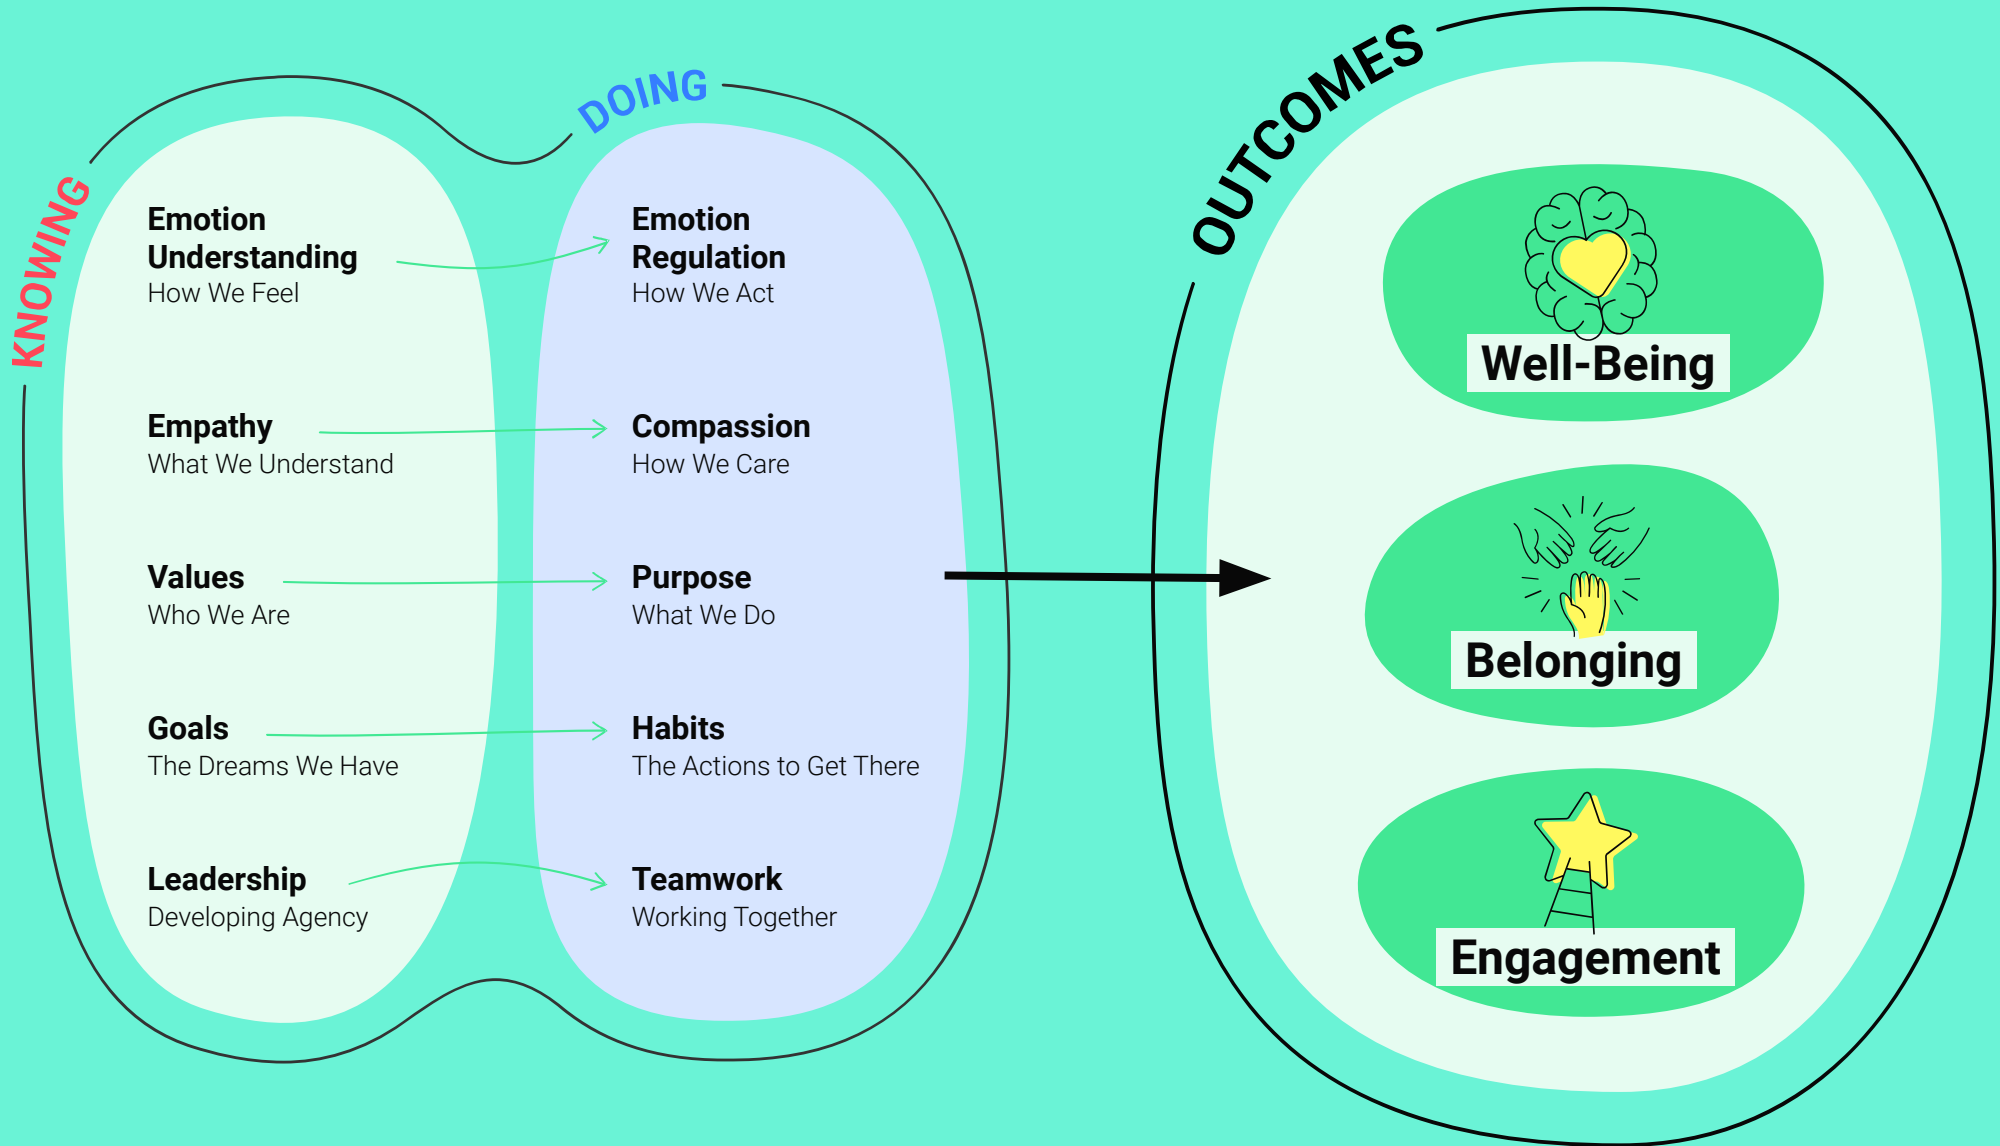 KNOWING
Emotion
Understanding
How We Feel
Empathy
What We Understand
Values
Who We Are
Goals
The Dreams We Have
Leadership
Developing Agency
DOING
Emotion
Regulation
How We Act
Compassion
How We Care
Purpose
What We Do
Habits
The Actions to Get There
Teamwork
Working Together
OUTCOMES
Well-Being
Belonging
Engagement